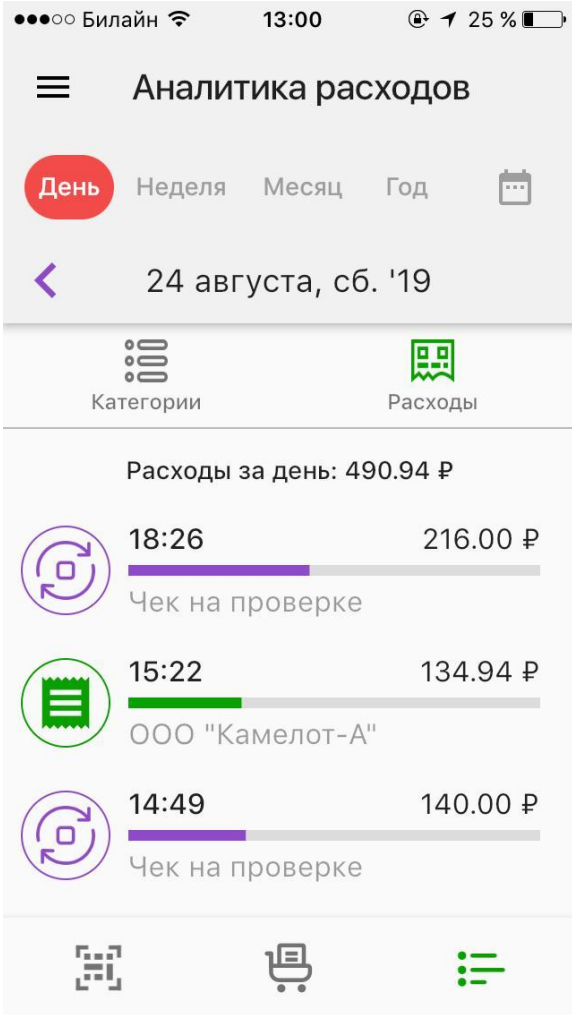 Билайн 13:00 25 %
Аналитика расходов
День Неделя Месяц Год
24 августа, сб. '19
Категории Расходы
Расходы за день: 490.94 ₽
18:26 216.00 ₽
Чек на проверке
15:22 134.94 ₽
ООО "Камелот-А"
14:49 140.00 ₽
Чек на проверке